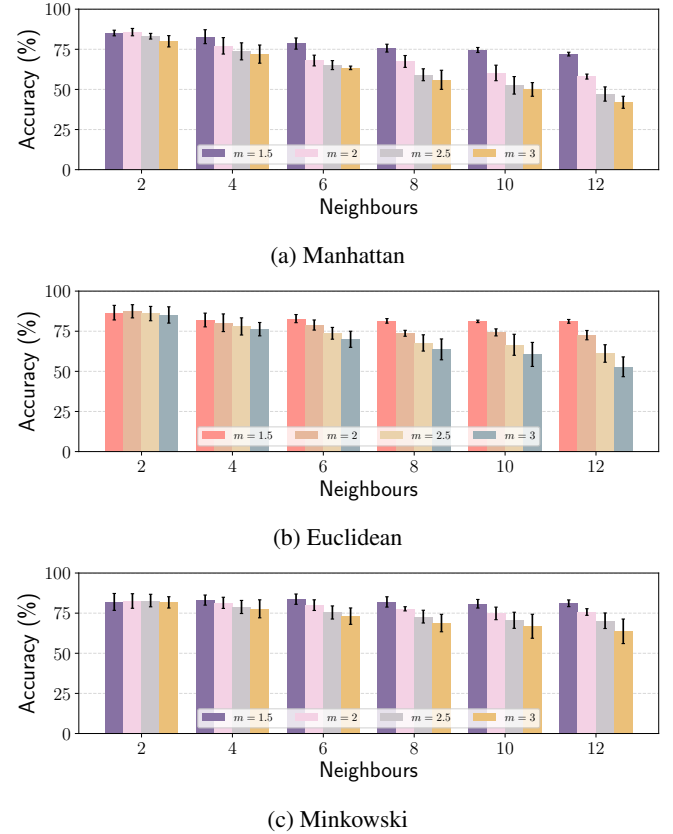 100
75
50
25
0
Accuracy (%)
m = 1.5 m = 2 m = 2.5 m = 3
2 4 6 8 10 12
Neighbours
(a) Manhattan
100
75
50
25
0
Accuracy (%)
m = 1.5 m = 2 m = 2.5 m = 3
2 4 6 8 10 12
Neighbours
(b) Euclidean
100
75
50
25
0
Accuracy (%)
m = 1.5 m = 2 m = 2.5 m = 3
2 4 6 8 10 12
Neighbours
(c) Minkowski